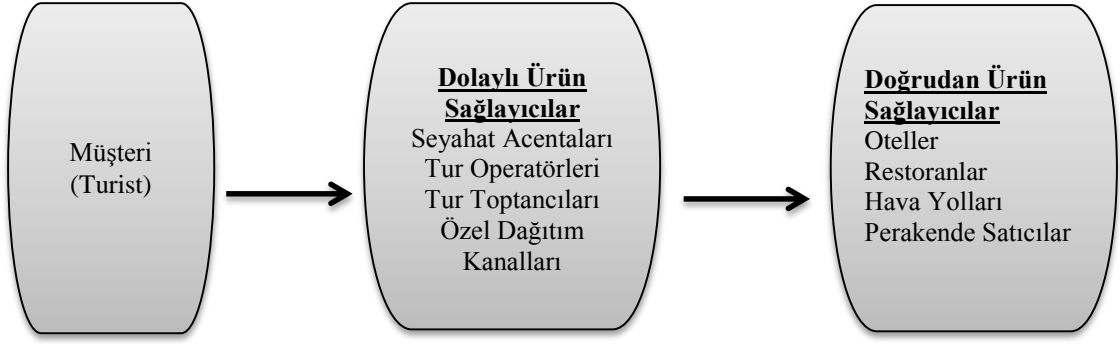 Müşteri
(Turist)
Dolaylı Ürün
Sağlayıcılar
Seyahat Acentaları
Tur Operatörleri
Tur Toptancıları
Özel Dağıtım
Kanalları
Doğrudan Ürün
Sağlayıcılar
Oteller
Restoranlar
Hava Yolları
Perakende Satıcılar